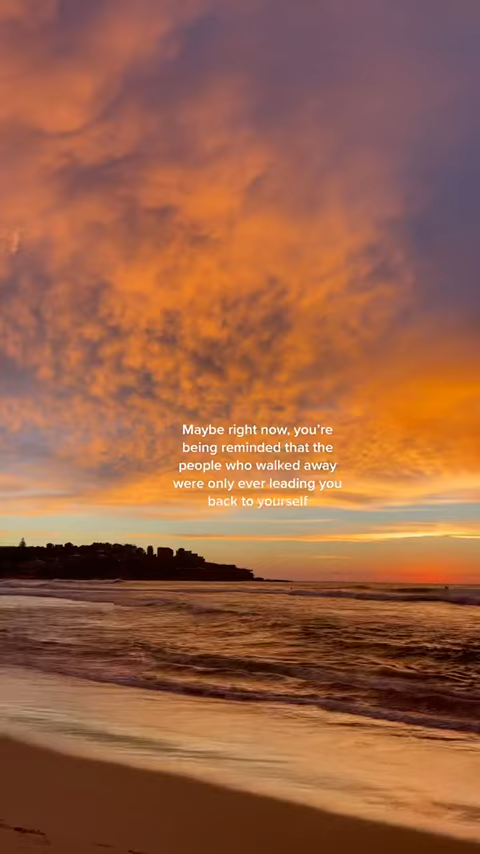 Maybe right now, you’re
being reminded that the
people who walked away
were only ever leading you
back to yourself